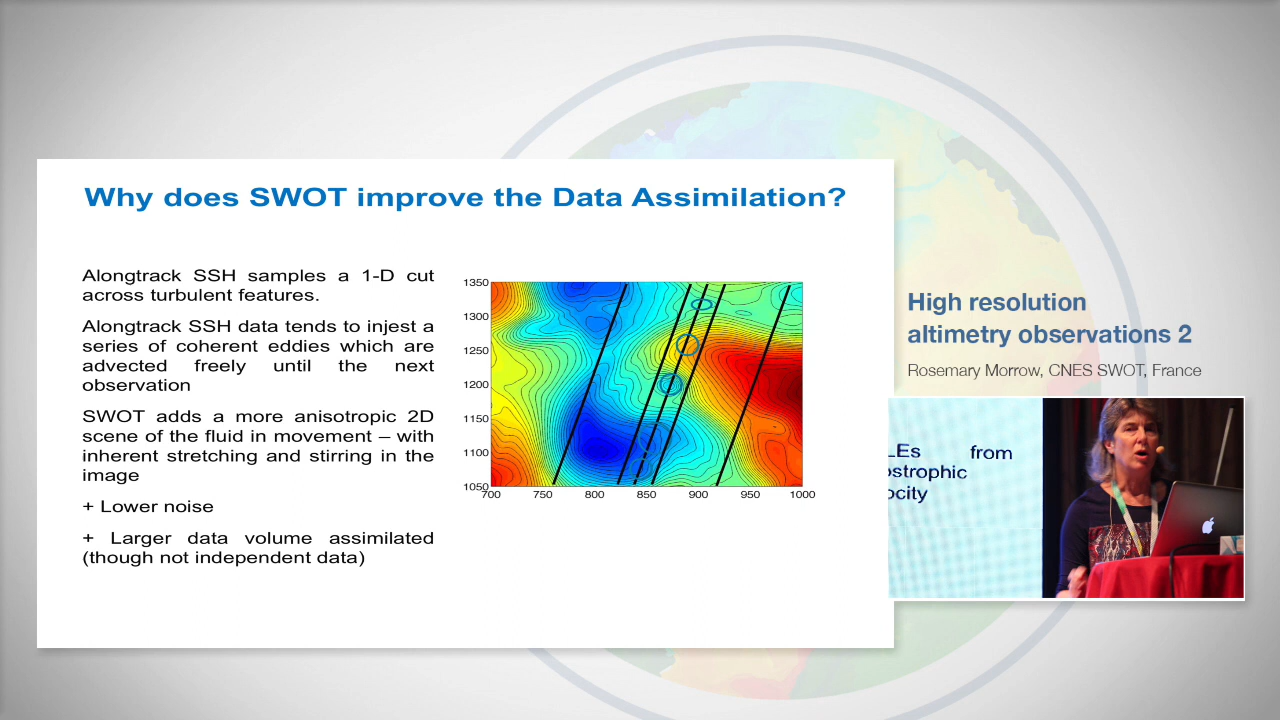 Why does SWOT improve the Data Assimilation?
Alongtrack SSH samples a 1-D cut
across turbulent features.
Alongtrack SSH data tends to injest a
series of coherent eddies which are
advected freely until the next
observation
SWOT adds a more anisotropic 2D
scene of the fluid in movement – with
inherent stretching and stirring in the
image
+ Lower noise
+ Larger data volume assimilated
(though not independent data)
1350
1300
1250
1200
1150
1100
1050
700 750 800 850 900 950 1000
High resolution
altimetry observations 2
Rosemary Morrow, CNES SWOT, France
LEs from
ostrophic
ocity